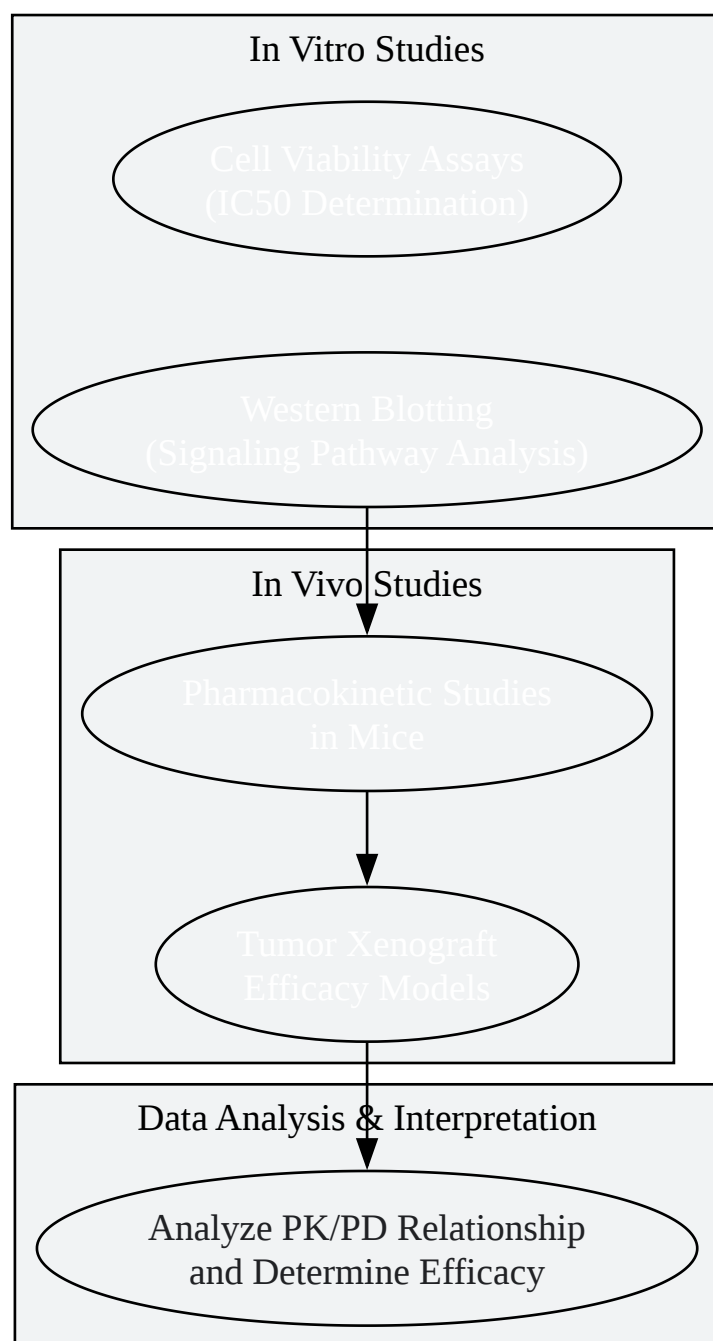 In Vitro Studies
Cell Viability Assays
(IC50 Determination)
Western Blotting
(Signaling Pathway Analysis)
In Vivo Studies
Pharmacokinetic Studies
in Mice
Tumor Xenograft
Efficacy Models
Data Analysis & Interpretation
Analyze PK/PD Relationship
and Determine Efficacy